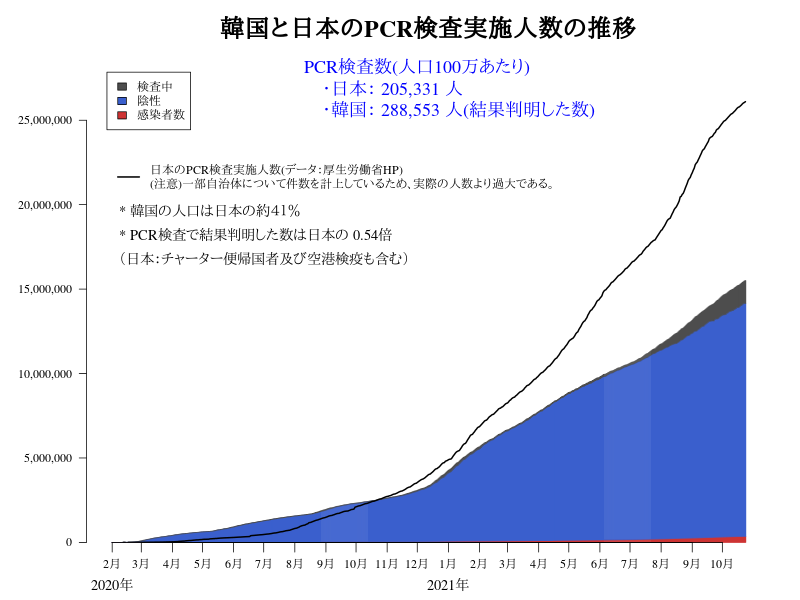 韓国と日本のPCR検査実施人数の推移
PCR検査数(人口100万あたり)
・日本： 205,331 人
・韓国： 288,553 人(結果判明した数)
検査中
陰性
感染者数
日本のPCR検査実施人数(データ：厚生労働省HP)
(注意)一部自治体について件数を計上しているため、実際の人数より過大である。
* 韓国の人口は日本の約41%
* PCR検査で結果判明した数は日本の 0.54倍
（日本：チャーター便帰国者及び空港検疫も含む）
25,000,000
20,000,000
15,000,000
10,000,000
5,000,000
0
2月 3月 4月 5月 6月 7月 8月 9月 10月 11月 12月 1月 2月 3月 4月 5月 6月 7月 8月 9月 10月
2020年 2021年